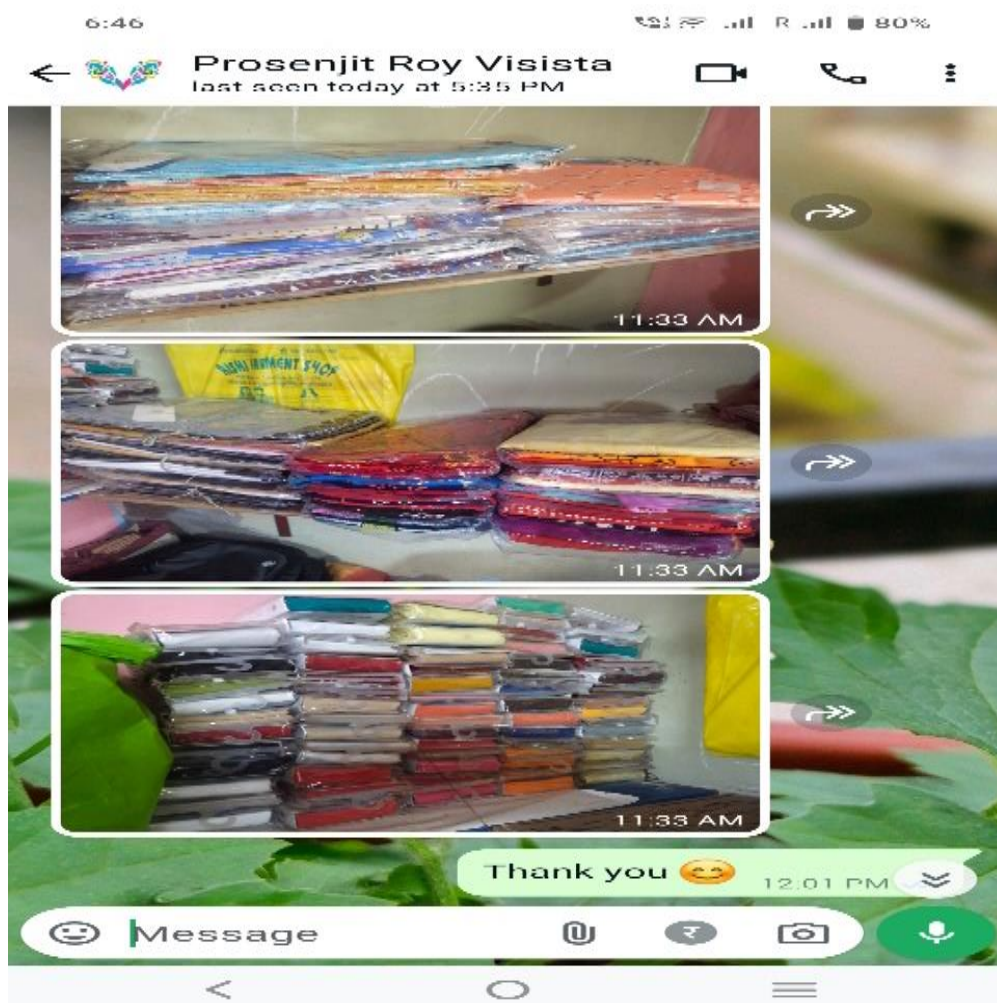 6:46
R 80%
Prosenjit Roy Visista
last seen today at 5:35 PM
11:33 AM
SHOP
11:33 AM
11:33 AM
Thank you 😊
12:01 PM
Message
₹